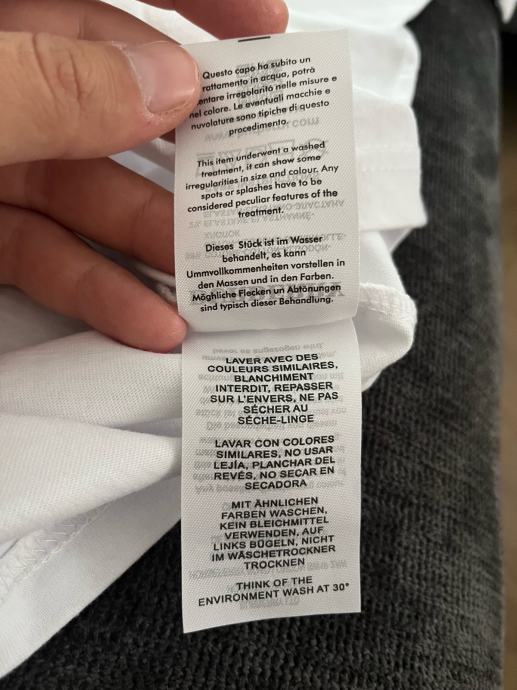 Questo capo ha subito un
trattamento in acqua, potrà
entare irregolarità nelle misure e
nel colore. Le eventuali macchie e
nuvolature sono tipiche di questo
procedimento.
This item underwent a washed
treatment, it can show some
irregularities in size and colour. Any
spots or splashes have to be
considered peculiar features of the
treatment.
Dieses Stück ist im Wasser
behandelt, es kann
Ummvollkommenheiten vorstellen in
den Massen und in den Farben.
Mögliche Flecken un Abtönungen
sind typisch dieser Behandlung.
LAVER AVEC DES
COULEURS SIMILAIRES,
BLANCHIMENT
INTERDIT, REPASSER
SUR L'ENVERS, NE PAS
SÉCHER AU
SÉCHE-LINGE
LAVAR CON COLORES
SIMILARES, NO USAR
LEJÍA, PLANCHAR DEL
REVÉS, NO SECAR EN
SECADORA
MIT ÄHNLICHEN
FARBEN WASCHEN,
KEIN BLEICHMITTEL
VERWENDEN, AUF
LINKS BÜGELN, NICHT
IM WÄSCHETROCKNER
TROCKNEN
THINK OF THE
ENVIRONMENT WASH AT 30°